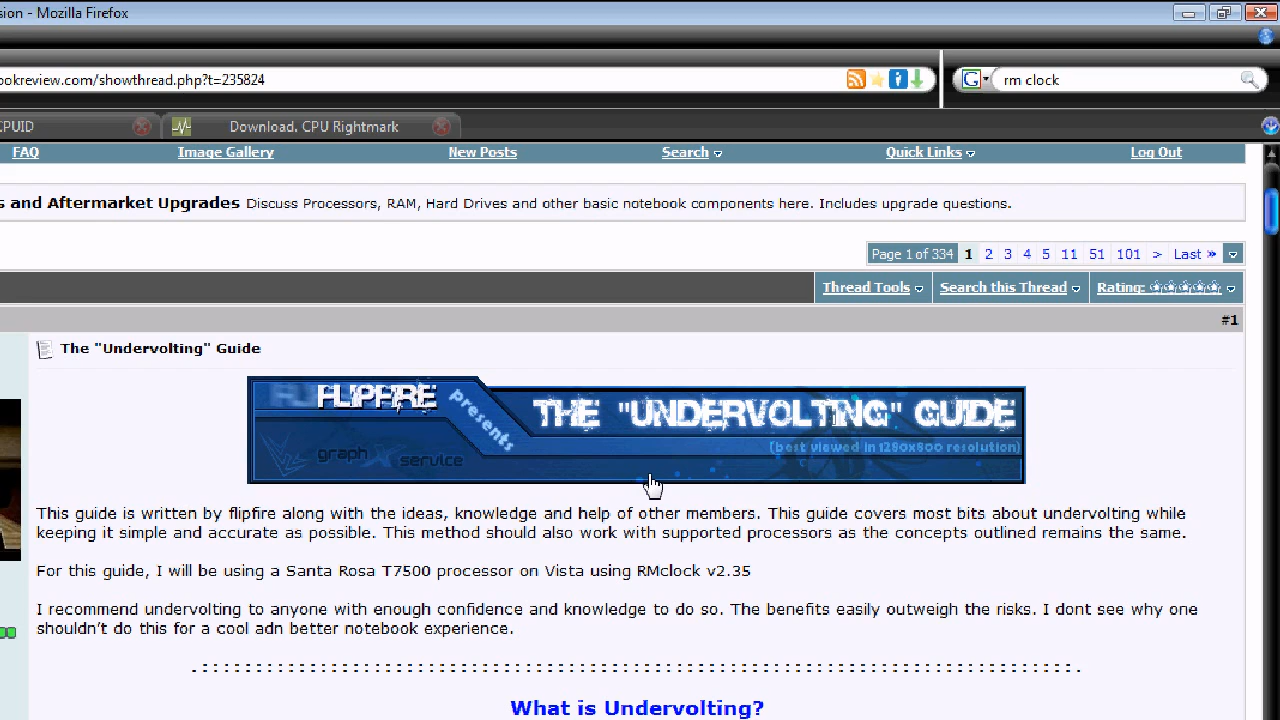 sion - Mozilla Firefox
ookreview.com/showthread.php?t=235824
rm clock
CPUID
Download. CPU Rightmark
FAQ
Image Gallery
New Posts
Search
Quick Links
Log Out
s and Aftermarket Upgrades Discuss Processors, RAM, Hard Drives and other basic notebook components here. Includes upgrade questions.
Page 1 of 334 1 2 3 4 5 11 51 101 > Last »
Thread Tools
Search this Thread
Rating:
#1
The "Undervolting" Guide
FLIPFIRE
presents
THE "UNDERVOLTING" GUIDE
(best viewed in 1280x800 resolution)
graph X service
This guide is written by flipfire along with the ideas, knowledge and help of other members. This guide covers most bits about undervolting while
keeping it simple and accurate as possible. This method should also work with supported processors as the concepts outlined remains the same.
For this guide, I will be using a Santa Rosa T7500 processor on Vista using RMclock v2.35
I recommend undervolting to anyone with enough confidence and knowledge to do so. The benefits easily outweigh the risks. I dont see why one
shouldn't do this for a cool adn better notebook experience.
What is Undervolting?